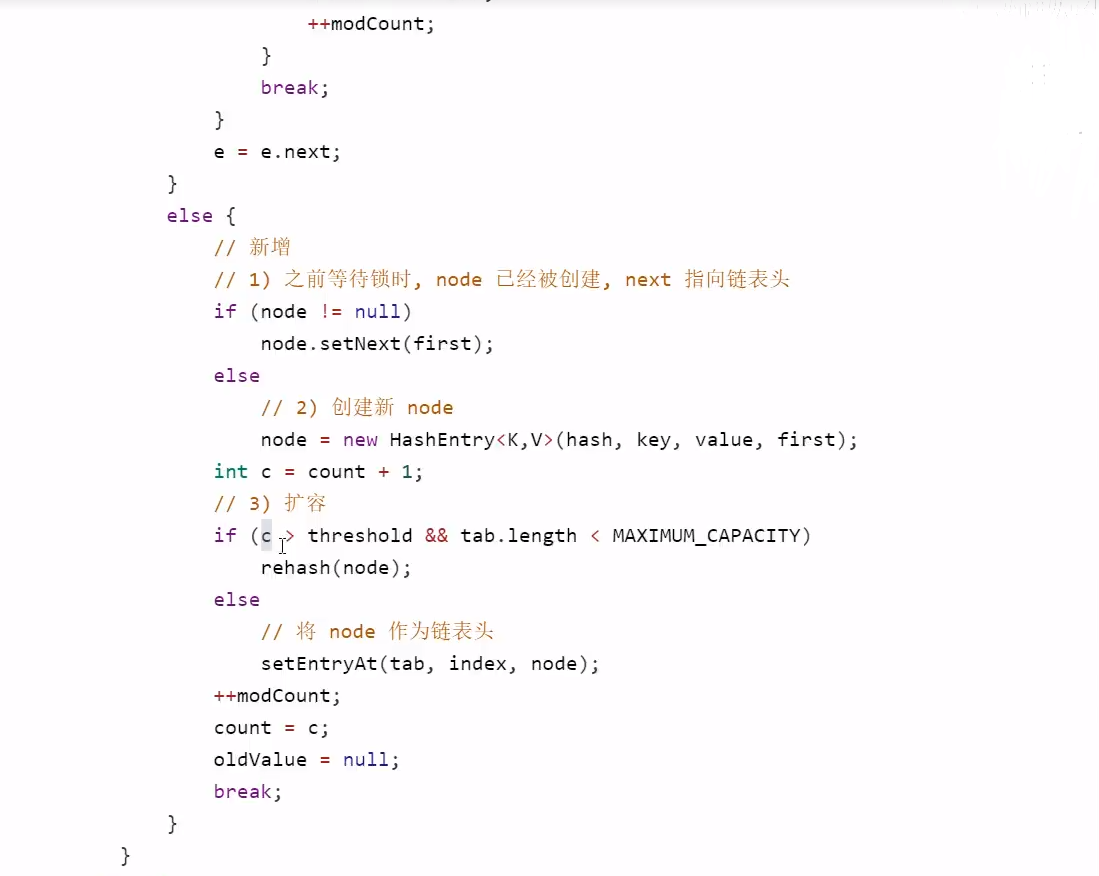 ++modCount;
}
break;
}
e = e.next;
}
else {
// 新增
// 1) 之前等待锁时, node 已经被创建, next 指向链表头
if (node != null)
node.setNext(first);
else
// 2) 创建新 node
node = new HashEntry<K,V>(hash, key, value, first);
int c = count + 1;
// 3) 扩容
if (c > threshold && tab.length < MAXIMUM_CAPACITY)
rehash(node);
else
// 将 node 作为链表头
setEntryAt(tab, index, node);
++modCount;
count = c;
oldValue = null;
break;
}
}